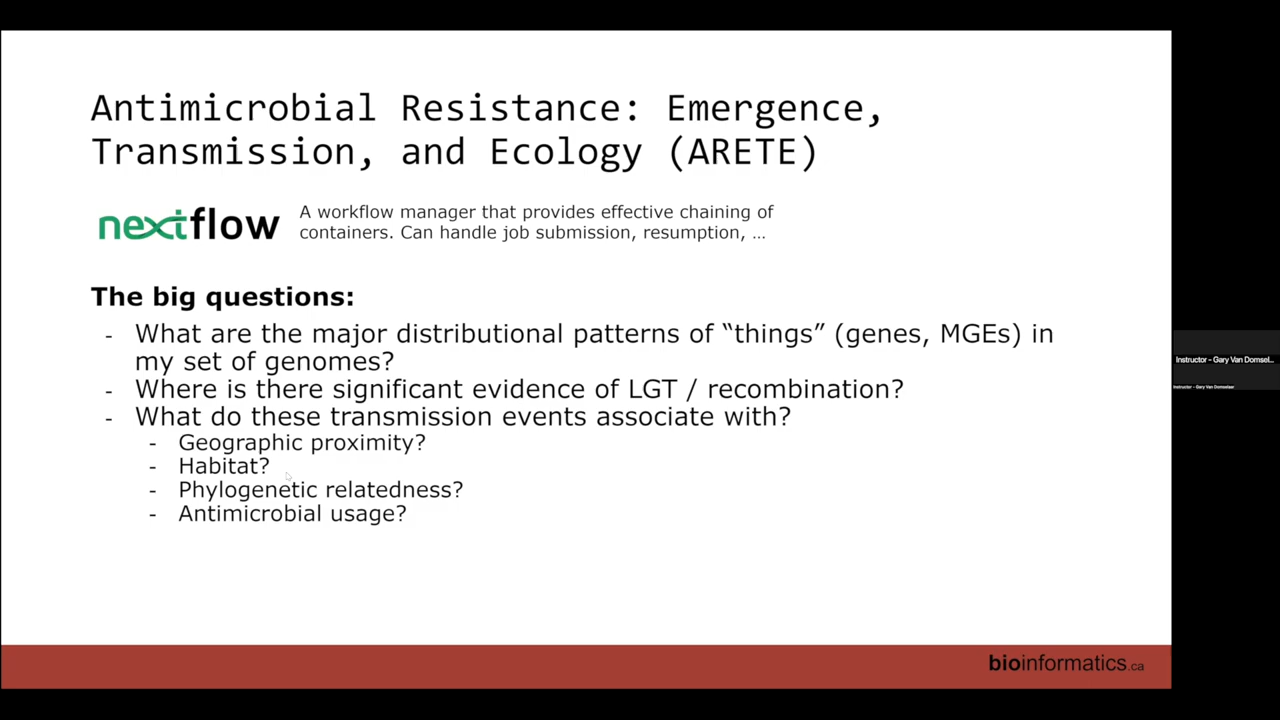 Antimicrobial Resistance: Emergence,
Transmission, and Ecology (ARETE)
nextflow
A workflow manager that provides effective chaining of
containers. Can handle job submission, resumption, …
The big questions:
- What are the major distributional patterns of “things” (genes, MGEs) in
my set of genomes?
- Where is there significant evidence of LGT / recombination?
- What do these transmission events associate with?
- Geographic proximity?
- Habitat?
- Phylogenetic relatedness?
- Antimicrobial usage?
Instructor - Gary Van Domsel...
Instructor - Gary Van Domselaar
bioinformatics.ca